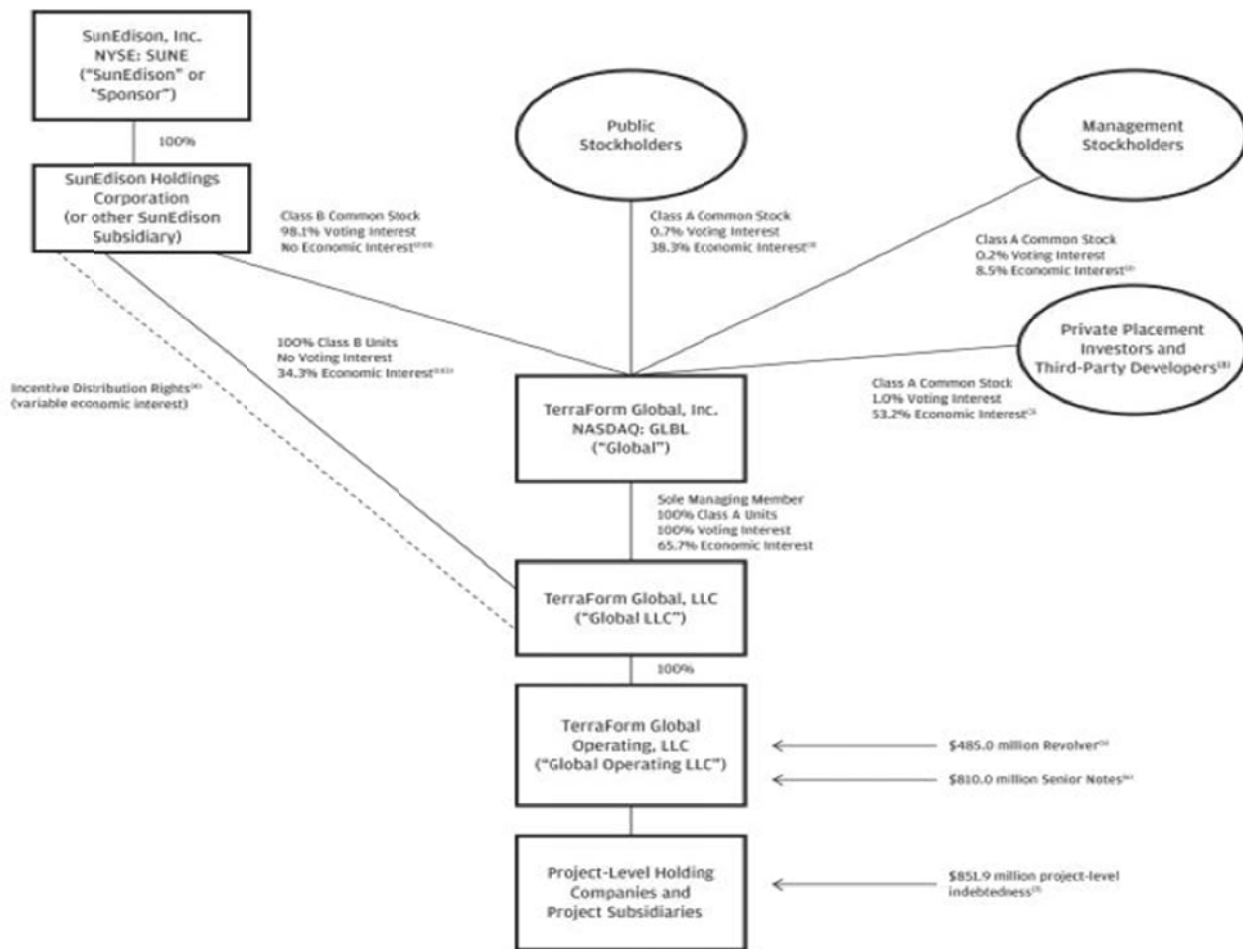 SunEdison, Inc.
NYSE: SUNE
("SunEdison" or
"Sponsor")
100%
SunEdison Holdings
Corporation
(or other SunEdison
Subsidiary)
Public
Stockholders
Management
Stockholders
Class B Common Stock
98.1% Voting Interest
No Economic Interest
Class A Common Stock
0.7% Voting Interest
38.3% Economic Interest
Class A Common Stock
0.2% Voting Interest
8.5% Economic Interest
Private Placement
Investors and
Third-Party Developers
100% Class B Units
No Voting Interest
34.3% Economic Interest
Incentive Distribution Rights
(variable economic interest)
Class A Common Stock
1.0% Voting Interest
53.2% Economic Interest
TerraForm Global, Inc.
NASDAQ: GLBL
("Global")
Sole Managing Member
100% Class A Units
100% Voting Interest
65.7% Economic Interest
TerraForm Global, LLC
("Global LLC")
100%
TerraForm Global
Operating, LLC
("Global Operating LLC")
$485.0 million Revolver
$810.0 million Senior Notes
Project-Level Holding
Companies and
Project Subsidiaries
$851.9 million project-level
indebtedness